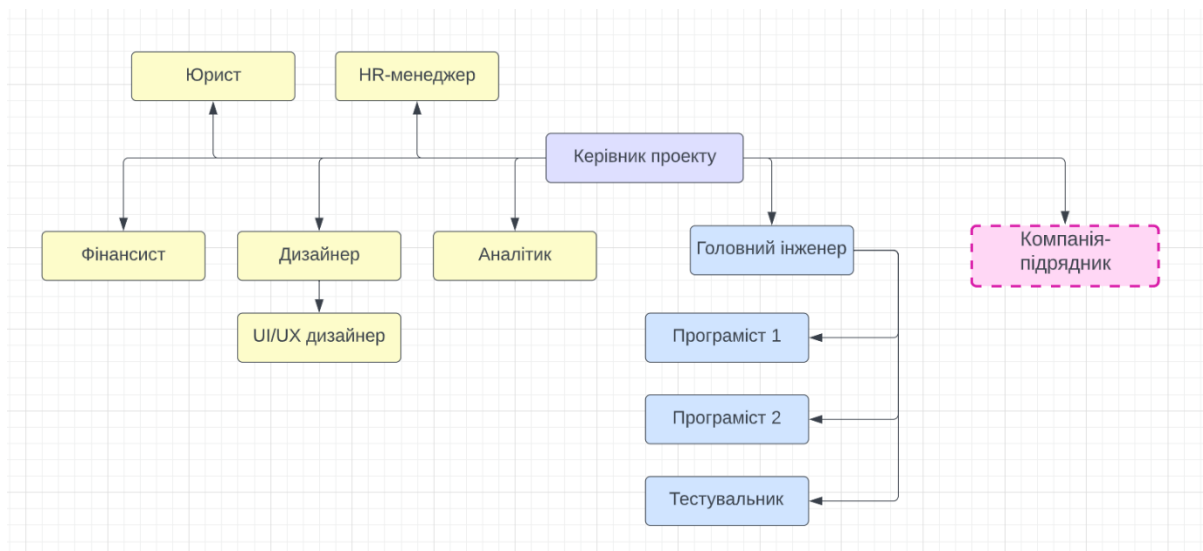 Юрист
HR-менеджер
Керівник проекту
Фінансист
Дизайнер
Аналітик
Головний інженер
Компанія-
підрядник
UI/UX дизайнер
Програміст 1
Програміст 2
Тестувальник